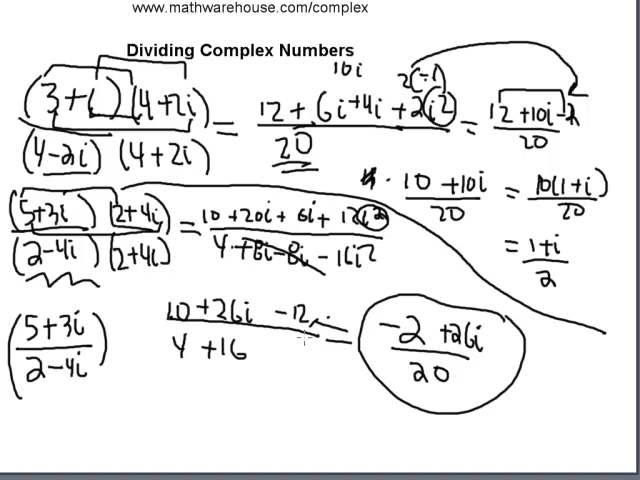 www.mathwarehouse.com/complex
Dividing Complex Numbers
10i 2(-1)
(3+i)(4+2i) / (4-2i)(4+2i) = 12 + 6i+4i + 2i2 / 20 = 12+10i-2 / 20
10+10i / 20 = 10(1+i) / 20
(5+3i)(2+4i) / (2-4i)(2+4i) = 10+20i+6i+12i2 / 4+8i-8i-16i2
= 1+i / 2
(5+3i / 2-4i)
10+26i -12 / 4+16 = -2+26i / 20